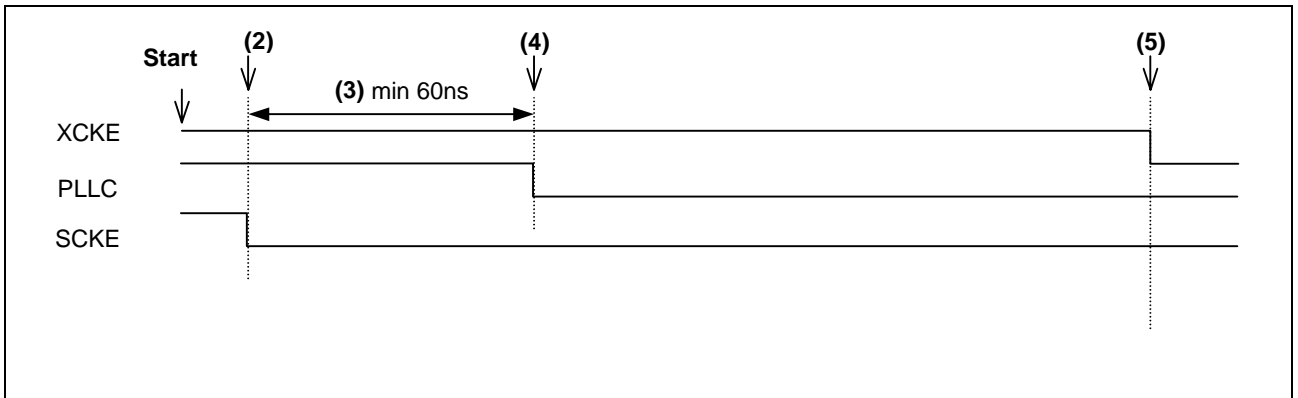 (2) (4) (5)
Start
(3) min 60ns
XCKE
PLLC
SCKE